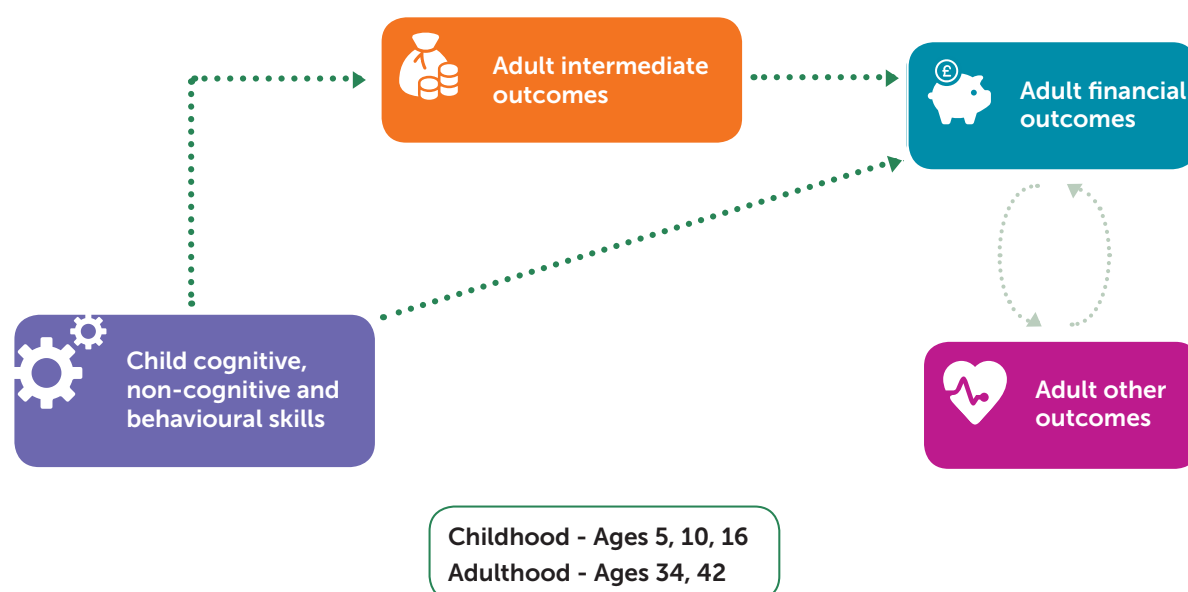 Adult intermediate
outcomes
£
Adult financial
outcomes
Child cognitive,
non-cognitive and
behavioural skills
Adult other
outcomes
Childhood - Ages 5, 10, 16
Adulthood - Ages 34, 42